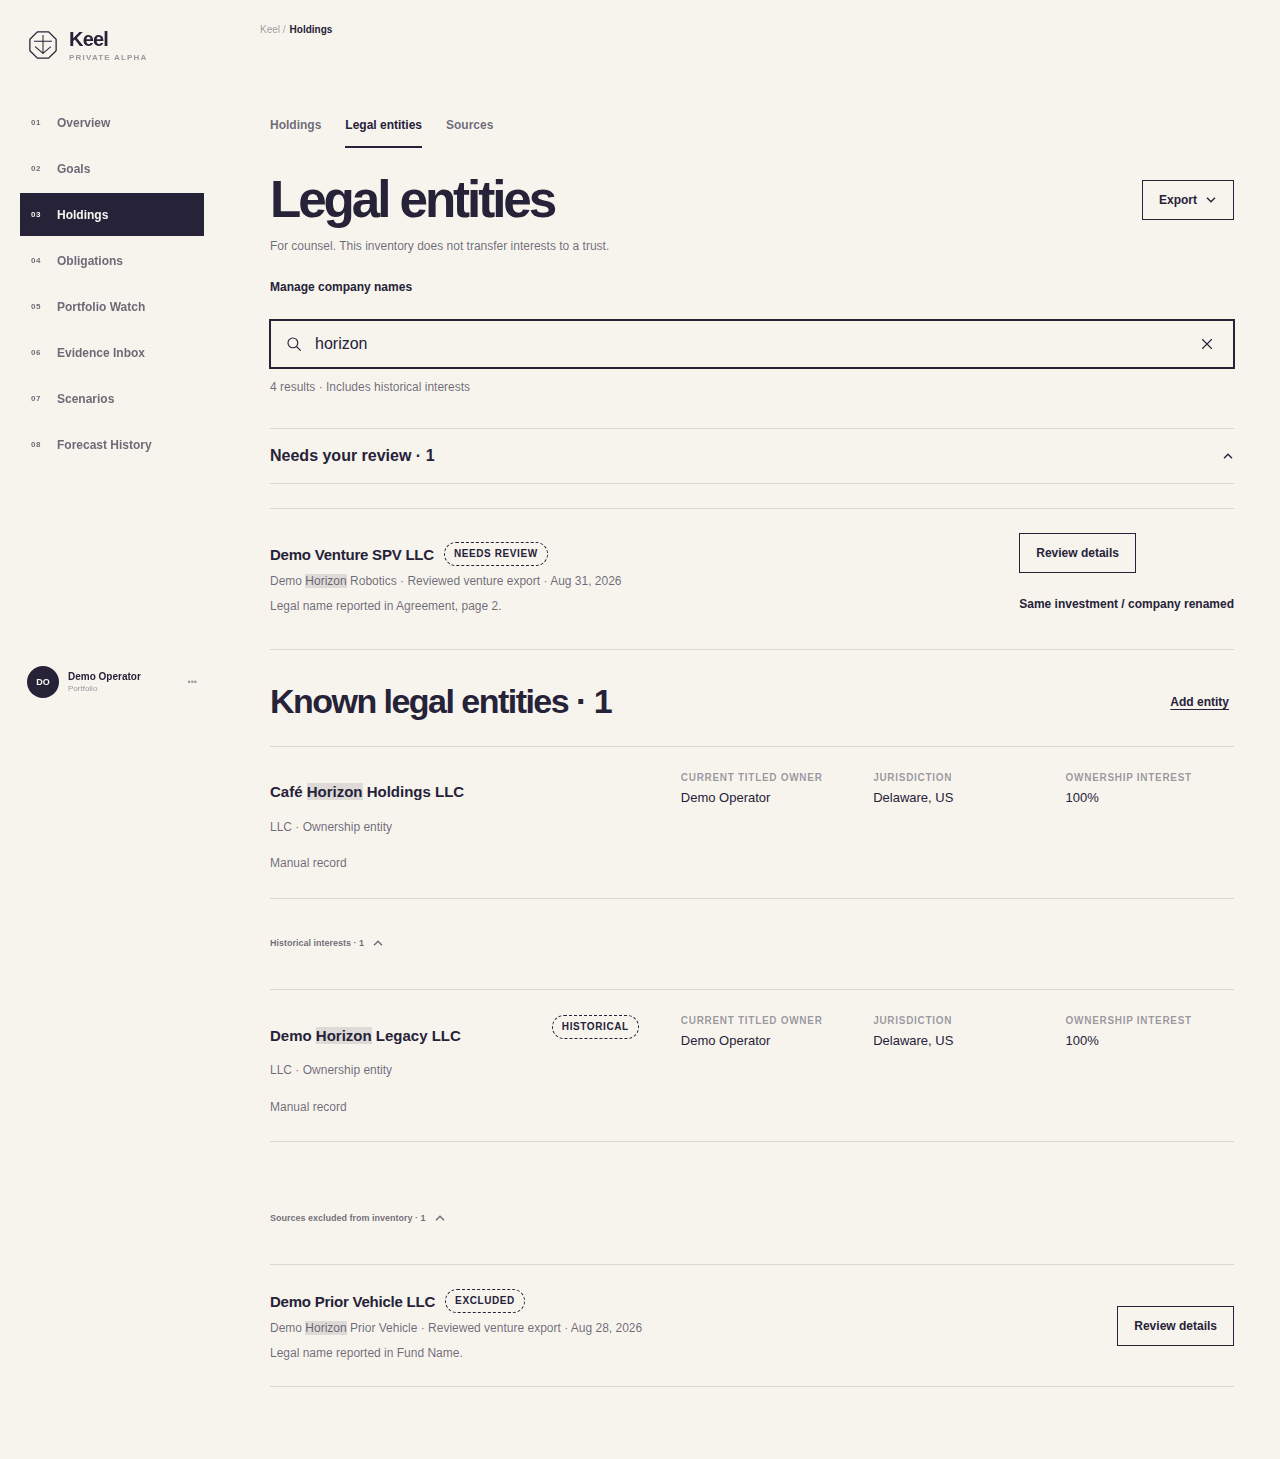 Keel
PRIVATE ALPHA
01 Overview
02 Goals
03 Holdings
04 Obligations
05 Portfolio Watch
06 Evidence Inbox
07 Scenarios
08 Forecast History
DO
Demo Operator
Portfolio
Keel / Holdings
Holdings Legal entities Sources
Legal entities
Export
For counsel. This inventory does not transfer interests to a trust.
Manage company names
horizon
4 results · Includes historical interests
Needs your review · 1
Demo Venture SPV LLC NEEDS REVIEW
Demo Horizon Robotics · Reviewed venture export · Aug 31, 2026
Legal name reported in Agreement, page 2.
Review details
Same investment / company renamed
Known legal entities · 1
Add entity
Café Horizon Holdings LLC
LLC · Ownership entity
Manual record
CURRENT TITLED OWNER
Demo Operator
JURISDICTION
Delaware, US
OWNERSHIP INTEREST
100%
Historical interests · 1
Demo Horizon Legacy LLC
HISTORICAL
LLC · Ownership entity
Manual record
CURRENT TITLED OWNER
Demo Operator
JURISDICTION
Delaware, US
OWNERSHIP INTEREST
100%
Sources excluded from inventory · 1
Demo Prior Vehicle LLC EXCLUDED
Demo Horizon Prior Vehicle · Reviewed venture export · Aug 28, 2026
Legal name reported in Fund Name.
Review details